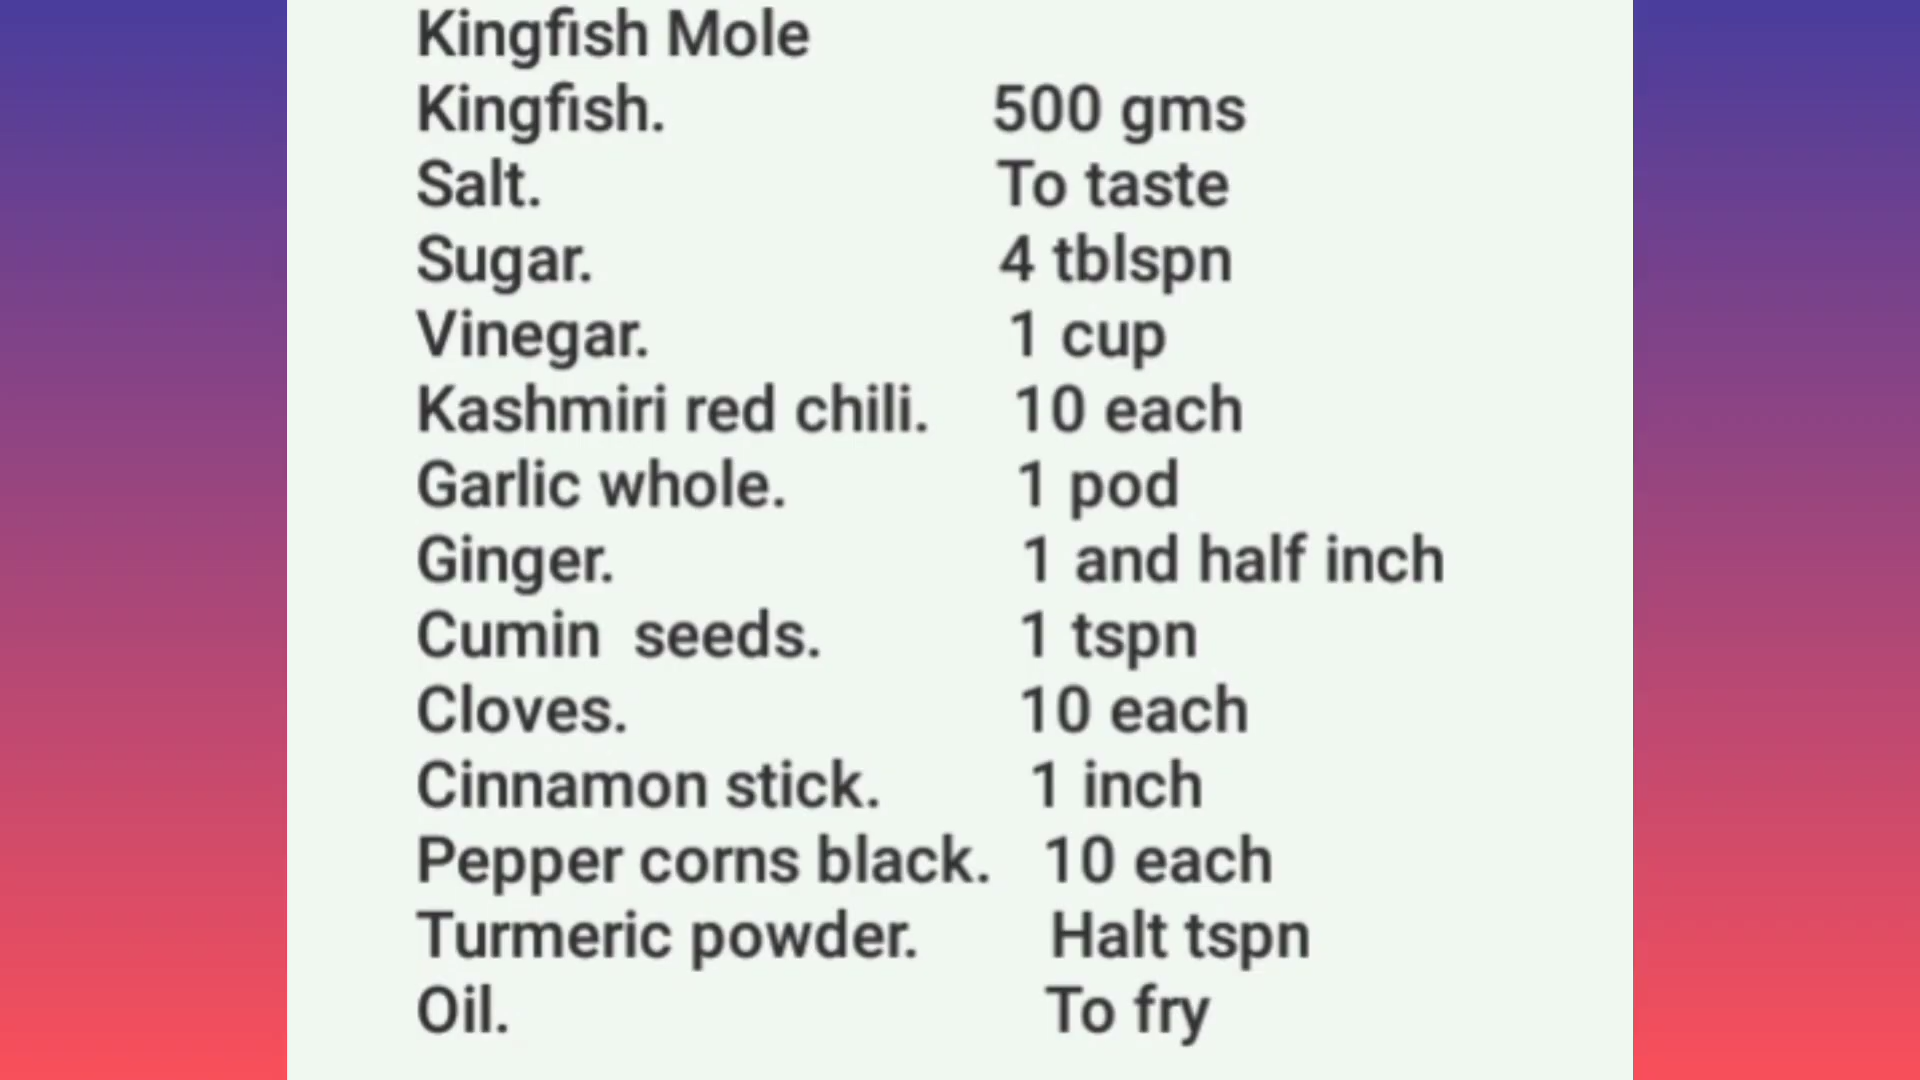 Kingfish Mole
Kingfish. 500 gms
Salt. To taste
Sugar. 4 tblspn
Vinegar. 1 cup
Kashmiri red chili. 10 each
Garlic whole. 1 pod
Ginger. 1 and half inch
Cumin seeds. 1 tspn
Cloves. 10 each
Cinnamon stick. 1 inch
Pepper corns black. 10 each
Turmeric powder. Halt tspn
Oil. To fry